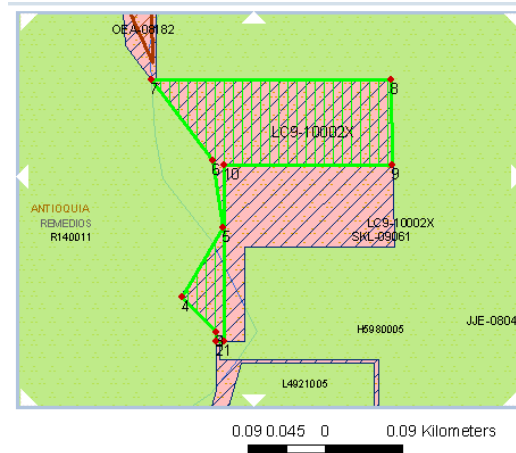 OEA-08182
7
8
LC9-10002X
6
10
9
ANTIOQUIA
REMEDIOS
R140011
LC9-10002X
SKL-09061
5
4
H5980005
JJE-0804
3
21
L4921005
0.09 0.045 0 0.09 Kilometers